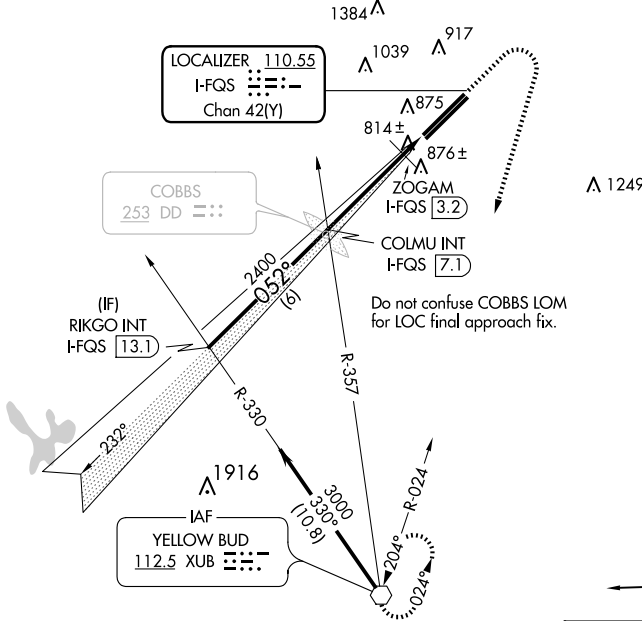 1384
917
1039
LOCALIZER 110.55
I-FQS
Chan 42(Y)
875
814±
876±
ZOGAM
I-FQS 3.2
1249
COBBS
253 DD
COLMU INT
I-FQS 7.1
2400
052°
(6)
Do not confuse COBBS LOM
for LOC final approach fix.
(IF)
RIKGO INT
I-FQS 13.1
R-357
R-330
232°
1916
3000
330°
(10.8)
R-024
IAF
YELLOW BUD
112.5 XUB
204°
024°